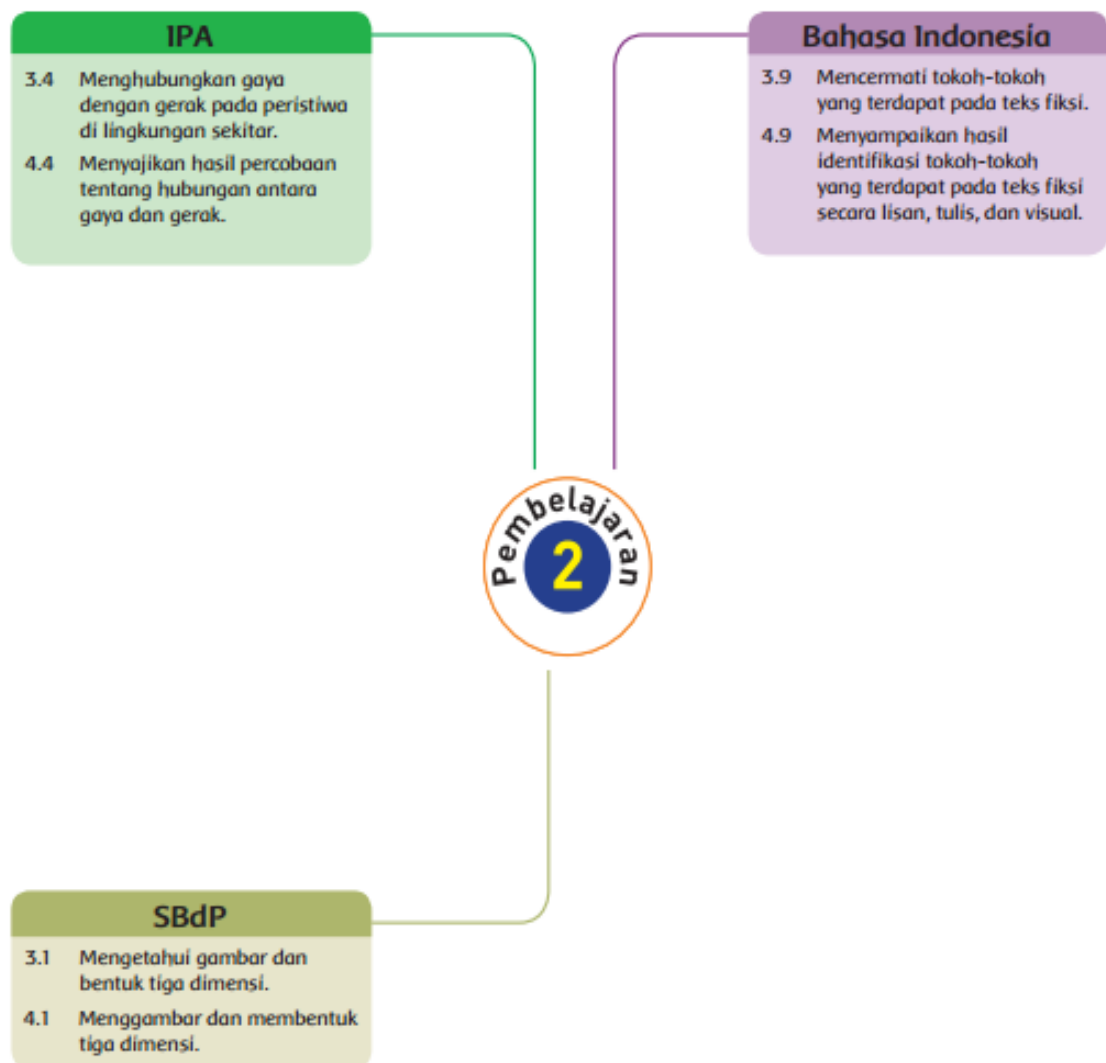 IPA
3.4 Menghubungkan gaya
dengan gerak pada peristiwa
di lingkungan sekitar.
4.4 Menyajikan hasil percobaan
tentang hubungan antara
gaya dan gerak.
Bahasa Indonesia
3.9 Mencermati tokoh-tokoh
yang terdapat pada teks fiksi.
4.9 Menyampaikan hasil
identifikasi tokoh-tokoh
yang terdapat pada teks fiksi
secara lisan, tulis, dan visual.
Pembelajaran
2
SBdP
3.1 Mengetahui gambar dan
bentuk tiga dimensi.
4.1 Menggambar dan membentuk
tiga dimensi.